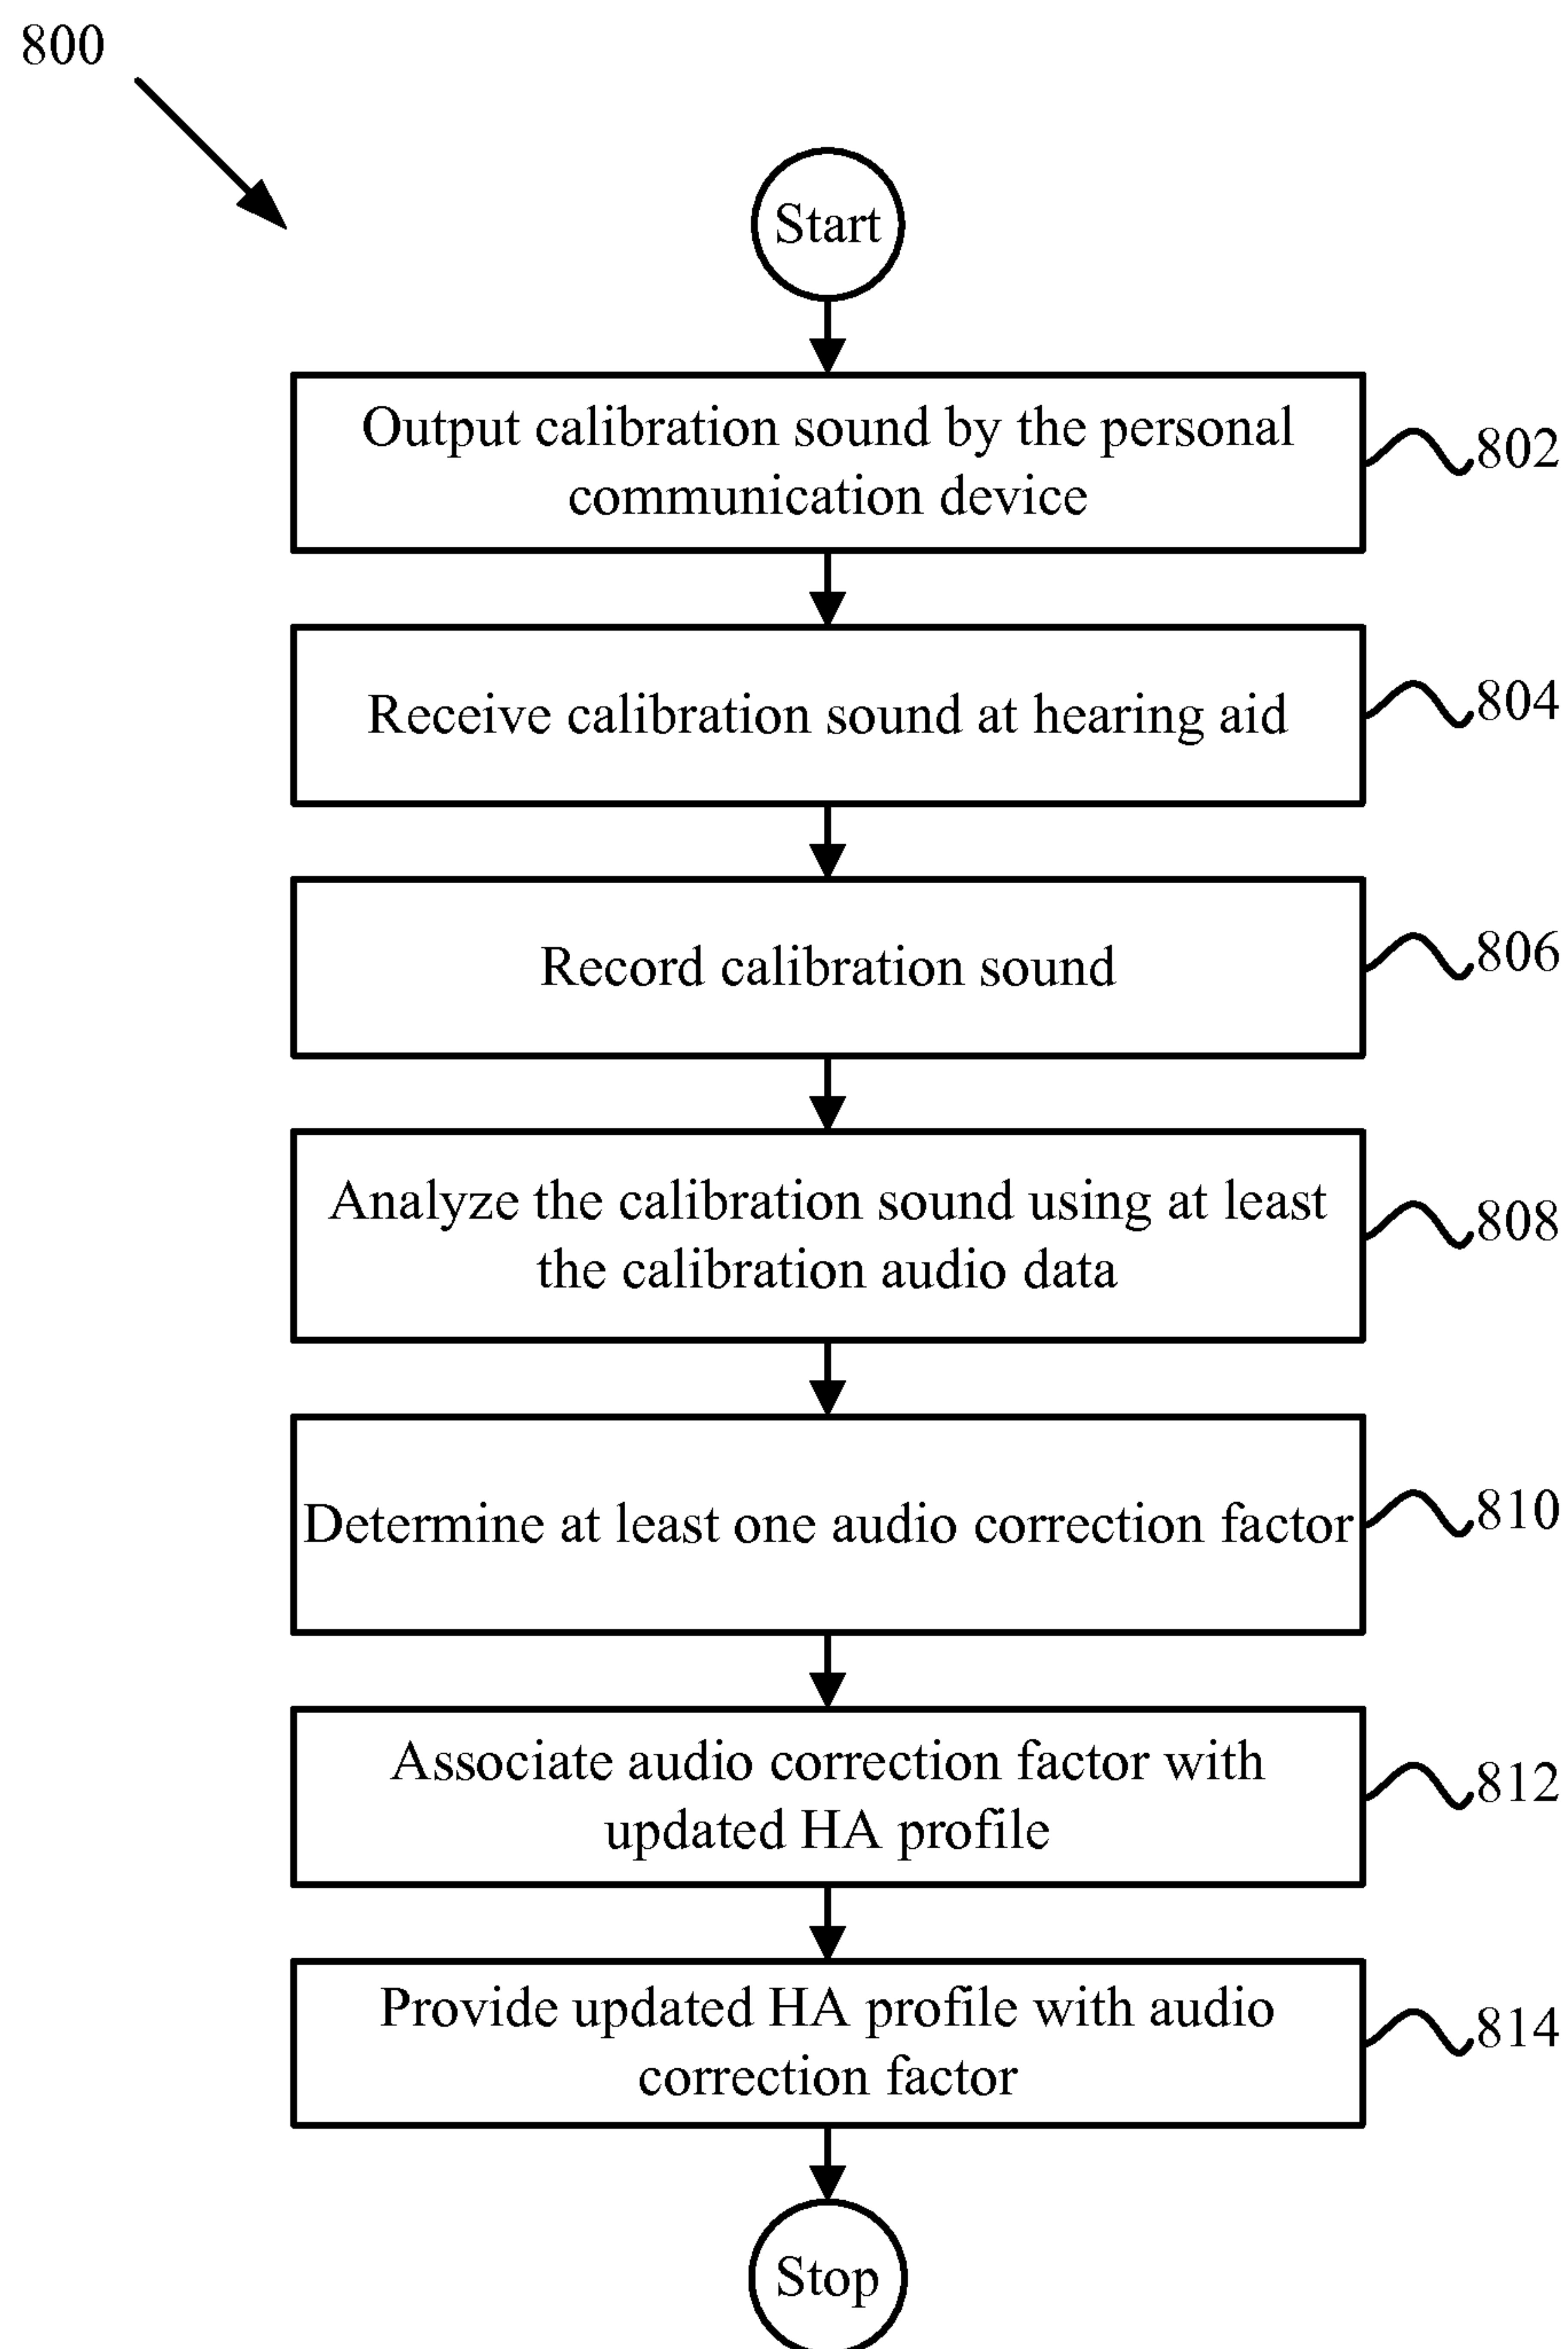 800
Start
Output calibration sound by the personal
communication device
802
Receive calibration sound at hearing aid
804
Record calibration sound
806
Analyze the calibration sound using at least
the calibration audio data
808
Determine at least one audio correction factor
810
Associate audio correction factor with
updated HA profile
812
Provide updated HA profile with audio
correction factor
814
Stop